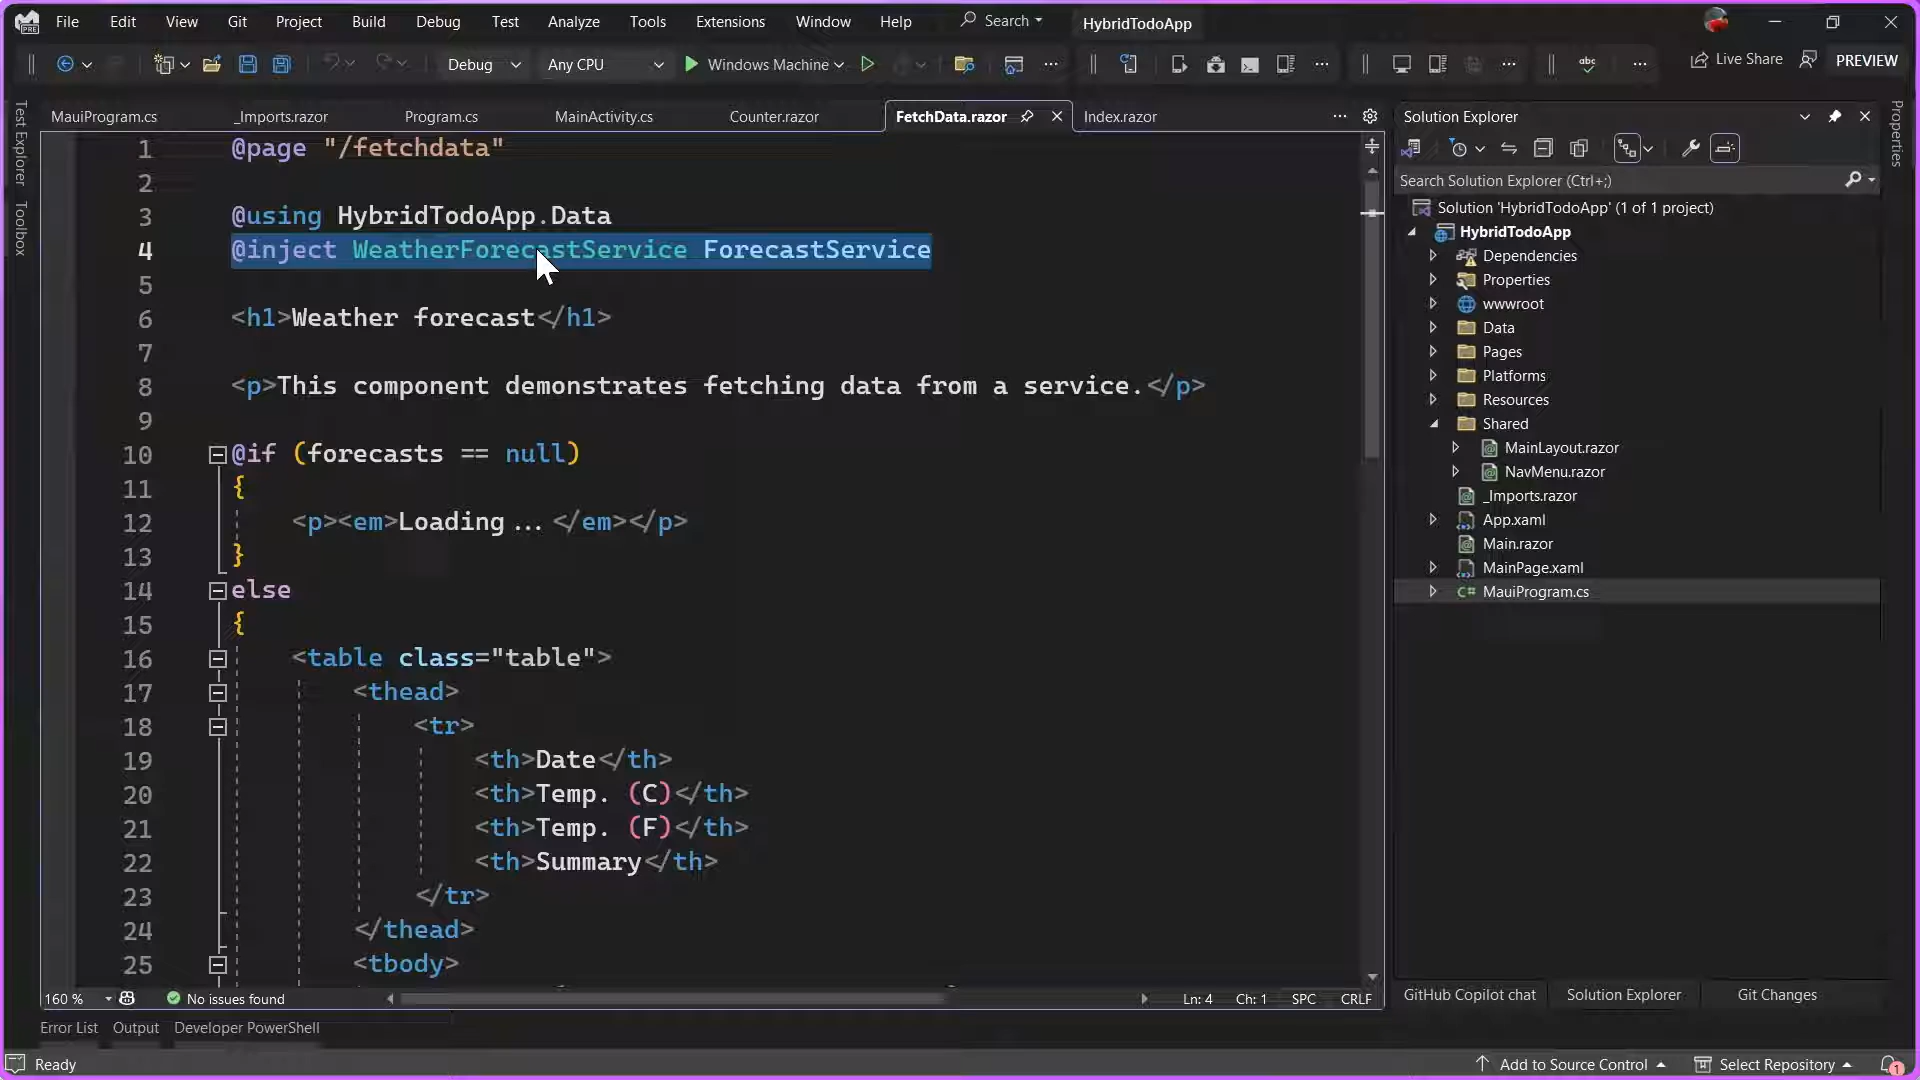 File Edit View Git Project Build Debug Test Analyze Tools Extensions Window Help Search HybridTodoApp
Debug Any CPU Windows Machine abc Live Share PREVIEW
MauiProgram.cs _Imports.razor Program.cs MainActivity.cs Counter.razor FetchData.razor Index.razor
Test Explorer
Toolbox
1 @page "/fetchdata"
2
3 @using HybridTodoApp.Data
4 @inject WeatherForecastService ForecastService
5
6 <h1>Weather forecast</h1>
7
8 <p>This component demonstrates fetching data from a service.</p>
9
10 @if (forecasts == null)
11 {
12 <p><em>Loading ... </em></p>
13 }
14 else
15 {
16 <table class="table">
17 <thead>
18 <tr>
19 <th>Date</th>
20 <th>Temp. (C)</th>
21 <th>Temp. (F)</th>
22 <th>Summary</th>
23 </tr>
24 </thead>
25 <tbody>
160 % No issues found Ln: 4 Ch: 1 SPC CRLF
Error List Output Developer PowerShell
Solution Explorer
Search Solution Explorer (Ctrl+;)
Solution 'HybridTodoApp' (1 of 1 project)
HybridTodoApp
Dependencies
Properties
wwwroot
Data
Pages
Platforms
Resources
Shared
MainLayout.razor
NavMenu.razor
_Imports.razor
App.xaml
Main.razor
MainPage.xaml
C# MauiProgram.cs
GitHub Copilot chat Solution Explorer Git Changes
Properties
Ready Add to Source Control Select Repository 1